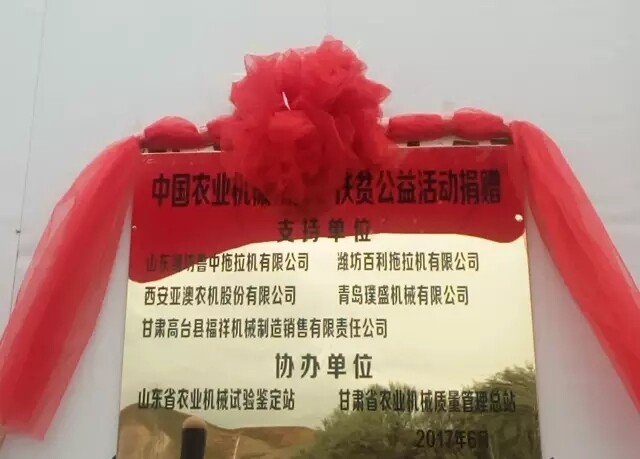 中国农业机械 扶贫公益活动捐赠
支持单位
山东潍坊鲁中拖拉机有限公司 潍坊百利拖拉机有限公司
西安亚澳农机股份有限公司 青岛璞盛机械有限公司
甘肃高台县福祥机械制造销售有限责任公司
协办单位
山东省农业机械试验鉴定站 甘肃省农业机械质量管理总站
2017年6月